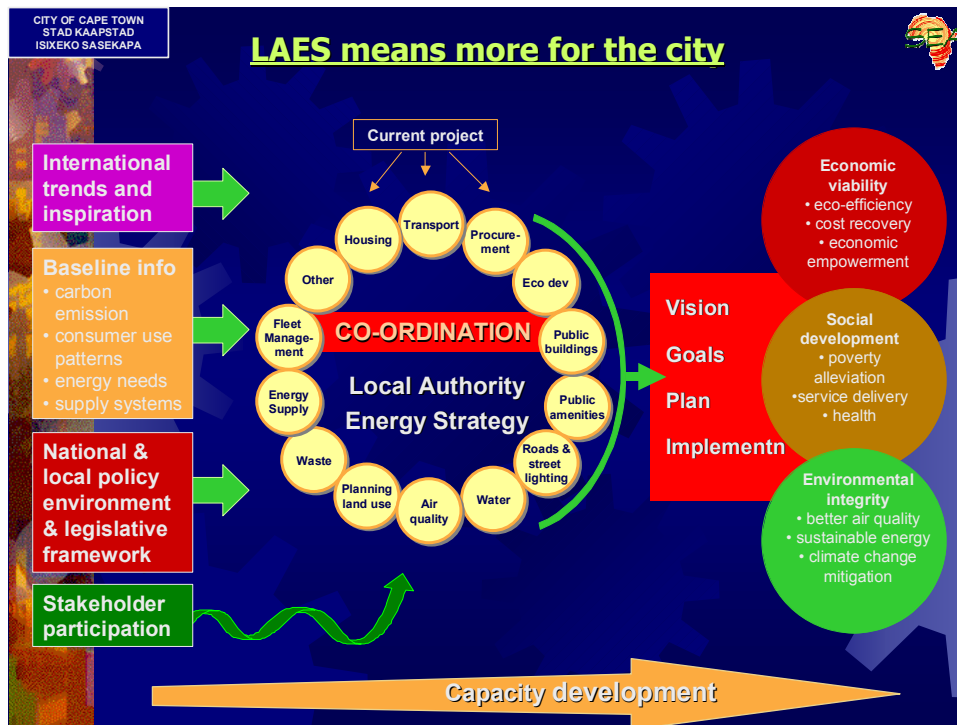 CITY OF CAPE TOWN
STAD KAAPSTAD
ISIXEKO SASEKAPA
LAES means more for the city
Current project
International
trends and
inspiration
Baseline info
• carbon
emission
• consumer use
patterns
• energy needs
• supply systems
National &
local policy
environment
& legislative
framework
Stakeholder
participation
Transport
Procure-
ment
Eco dev
Public
buildings
Public
amenities
Roads &
street
lighting
Water
Air
quality
Planning
land use
Waste
Energy
Supply
Fleet
Manage-
ment
Other
Housing
CO-ORDINATION
Local Authority
Energy Strategy
Vision
Goals
Plan
Implementn
Economic
viability
• eco-efficiency
• cost recovery
• economic
empowerment
Social
development
• poverty
alleviation
•service delivery
• health
Environmental
integrity
• better air quality
• sustainable energy
• climate change
mitigation
Capacity development